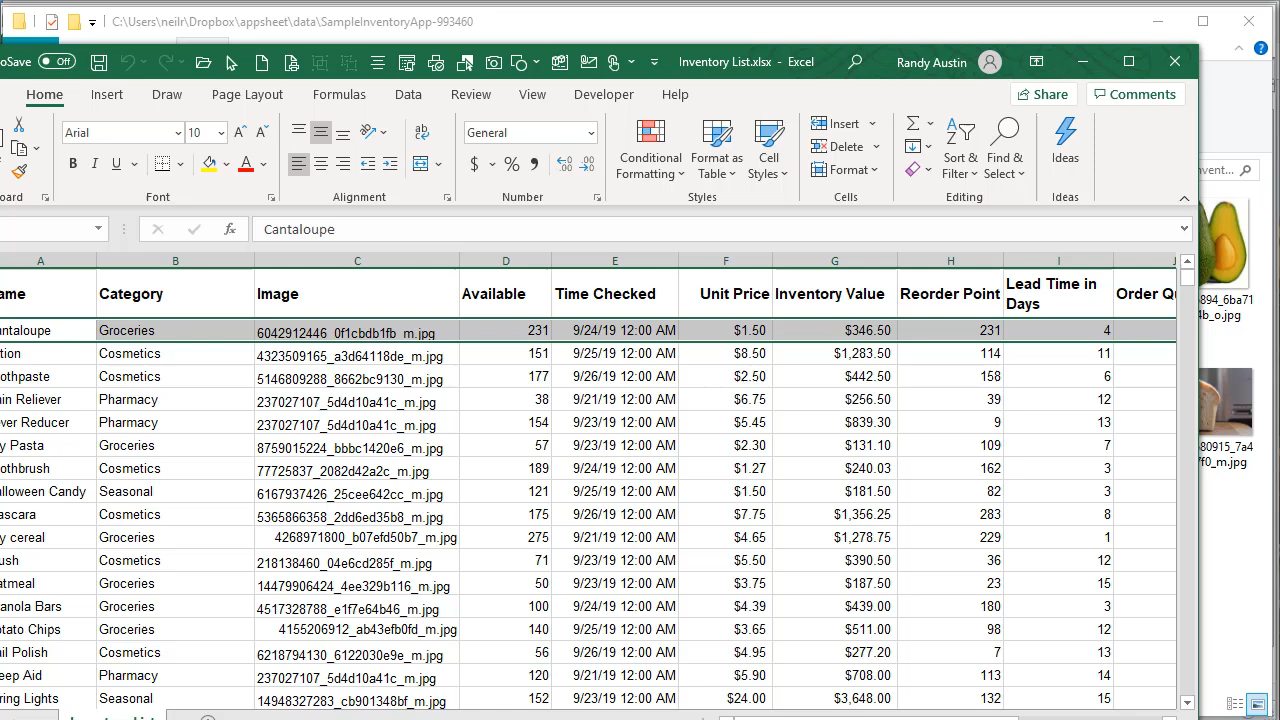 C:\Users\neilr\Dropbox\appsheet\data\SampleInventoryApp-993460
oSave Off Inventory List.xlsx - Excel Randy Austin
Home Insert Draw Page Layout Formulas Data Review View Developer Help Share Comments
Arial 10 General Conditional Formatting Format as Table Cell Styles Insert Delete Format Sort & Filter Find & Select Ideas
oard Font Alignment Number Styles Cells Editing Ideas
Cantaloupe
A B C D E F G H I J
ame Category Image Available Time Checked Unit Price Inventory Value Reorder Point Lead Time in Days Order Qu
antaloupe Groceries 6042912446_0f1cbdb1fb_m.jpg 231 9/24/19 12:00 AM $1.50 $346.50 231 4
tion Cosmetics 4323509165_a3d64118de_m.jpg 151 9/25/19 12:00 AM $8.50 $1,283.50 114 11
othpaste Cosmetics 5146809288_8662bc9130_m.jpg 177 9/26/19 12:00 AM $2.50 $442.50 158 6
in Reliever Pharmacy 237027107_5d4d10a41c_m.jpg 38 9/21/19 12:00 AM $6.75 $256.50 39 12
ver Reducer Pharmacy 237027107_5d4d10a41c_m.jpg 154 9/23/19 12:00 AM $5.45 $839.30 9 13
y Pasta Groceries 8759015224_bbbc1420e6_m.jpg 57 9/23/19 12:00 AM $2.30 $131.10 109 7
othbrush Cosmetics 77725837_2082d42a2c_m.jpg 189 9/24/19 12:00 AM $1.27 $240.03 162 3
alloween Candy Seasonal 6167937426_25cee642cc_m.jpg 121 9/25/19 12:00 AM $1.50 $181.50 82 3
ascara Cosmetics 5365866358_2dd6ed35b8_m.jpg 175 9/26/19 12:00 AM $7.75 $1,356.25 283 8
y cereal Groceries 4268971800_b07efd50b7_m.jpg 275 9/21/19 12:00 AM $4.65 $1,278.75 229 1
ush Cosmetics 218138460_04e6cd285f_m.jpg 71 9/23/19 12:00 AM $5.50 $390.50 36 12
atmeal Groceries 14479906424_4ee329b116_m.jpg 50 9/23/19 12:00 AM $3.75 $187.50 23 15
anola Bars Groceries 4517328788_e1f7e64b46_m.jpg 100 9/24/19 12:00 AM $4.39 $439.00 180 3
otato Chips Groceries 4155206912_ab43efb0fd_m.jpg 140 9/25/19 12:00 AM $3.65 $511.00 98 12
il Polish Cosmetics 6218794130_6122030e9e_m.jpg 56 9/26/19 12:00 AM $4.95 $277.20 7 13
eep Aid Pharmacy 237027107_5d4d10a41c_m.jpg 120 9/21/19 12:00 AM $5.90 $708.00 113 14
ring Lights Seasonal 14948327283_cb901348bf_m.jpg 152 9/23/19 12:00 AM $24.00 $3,648.00 132 15
nvent...
894_6ba71
4b_o.jpg
80915_7a4
ff0_m.jpg